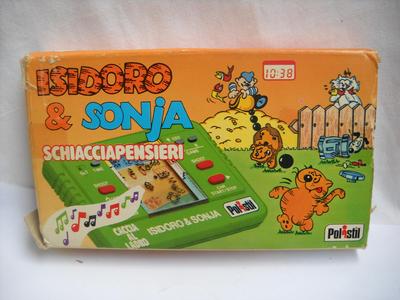 ISIDORO
10:38
& SONJA
SCHIACCIAPENSIERI
CACCIA
AL
LADRO
ISIDORO & SONJA
Polistil
Polistil